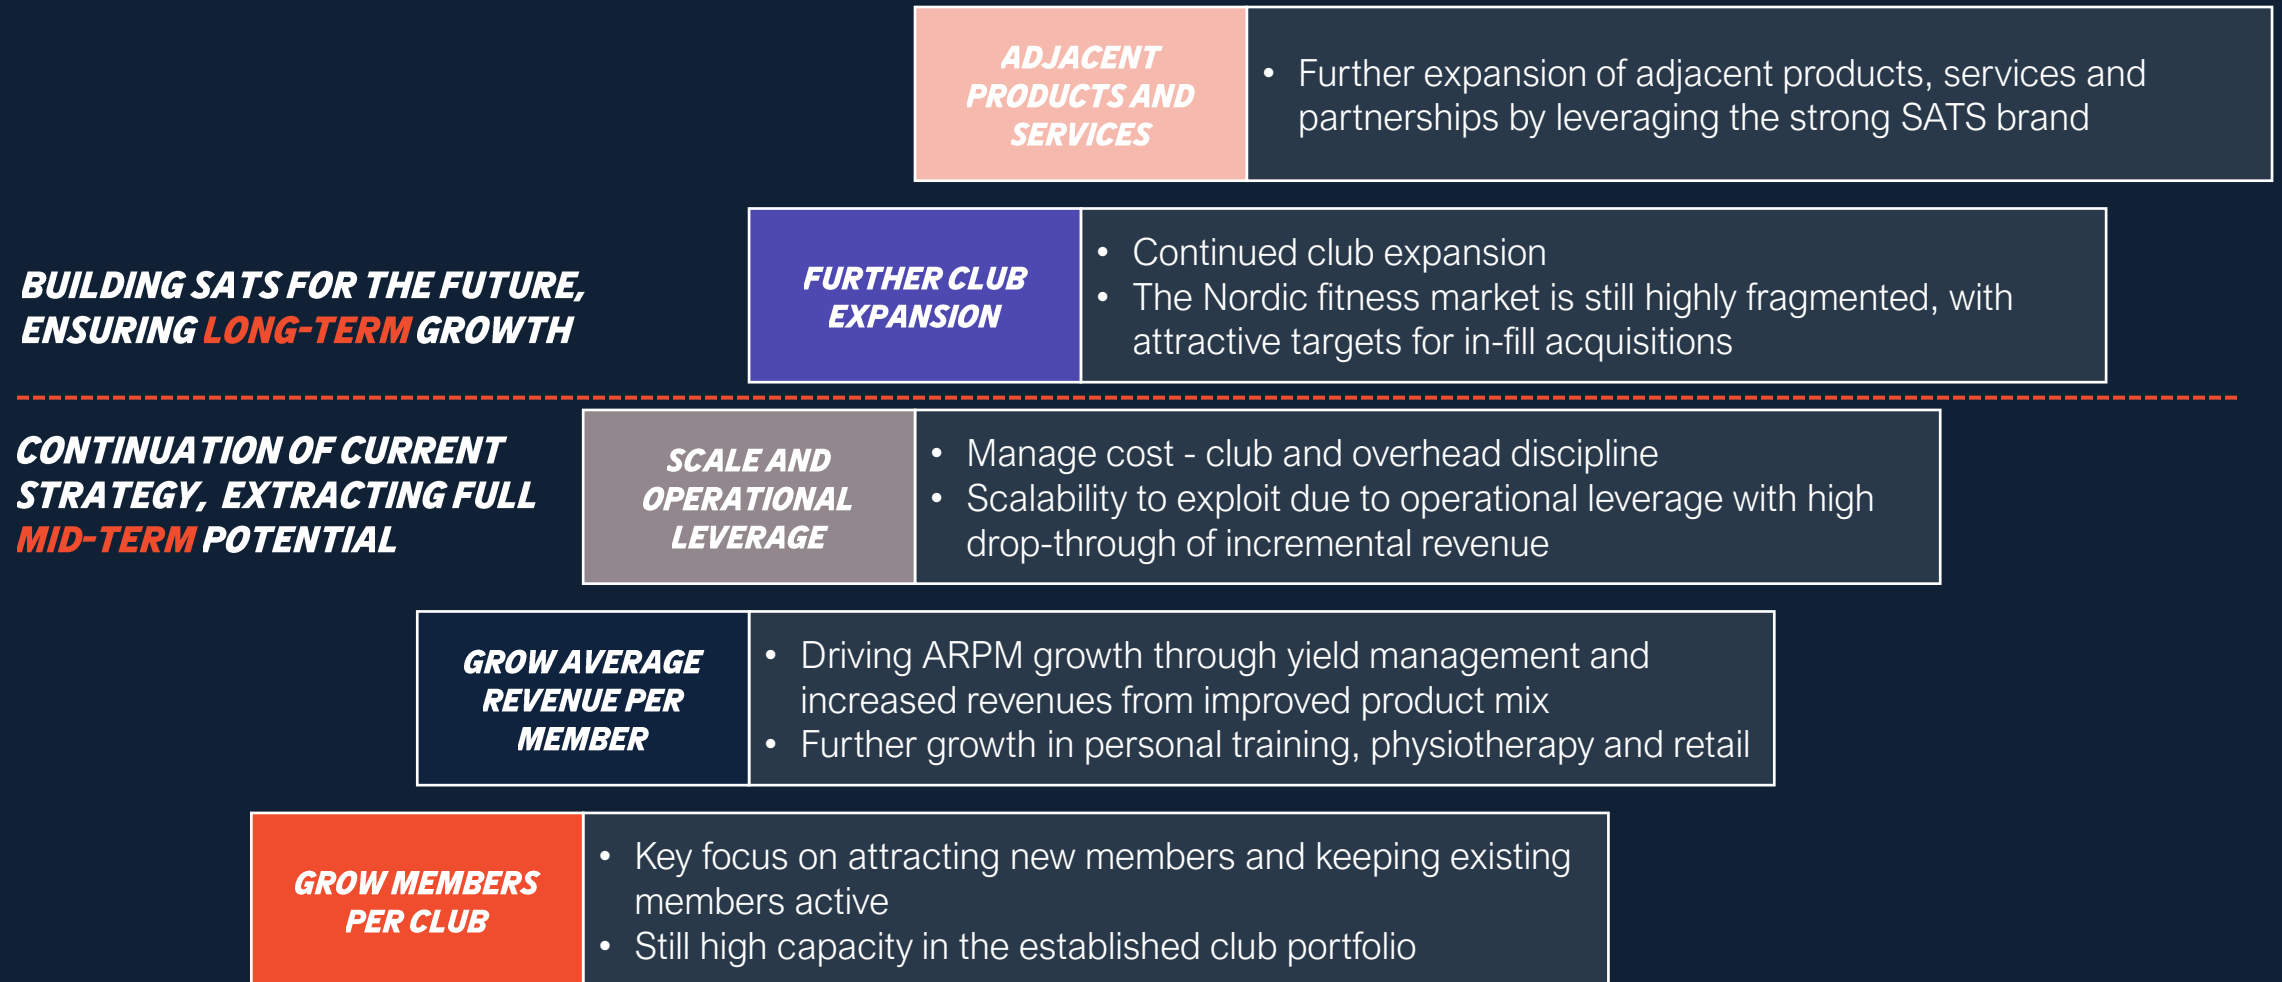 ADJACENT
PRODUCTS AND
SERVICES
• Further expansion of adjacent products, services and
partnerships by leveraging the strong SATS brand
BUILDING SATS FOR THE FUTURE,
ENSURING LONG-TERM GROWTH
FURTHER CLUB
EXPANSION
• Continued club expansion
• The Nordic fitness market is still highly fragmented, with
attractive targets for in-fill acquisitions
CONTINUATION OF CURRENT
STRATEGY, EXTRACTING FULL
MID-TERM POTENTIAL
SCALE AND
OPERATIONAL
LEVERAGE
• Manage cost - club and overhead discipline
• Scalability to exploit due to operational leverage with high
drop-through of incremental revenue
GROW AVERAGE
REVENUE PER
MEMBER
• Driving ARPM growth through yield management and
increased revenues from improved product mix
• Further growth in personal training, physiotherapy and retail
GROW MEMBERS
PER CLUB
• Key focus on attracting new members and keeping existing
members active
• Still high capacity in the established club portfolio